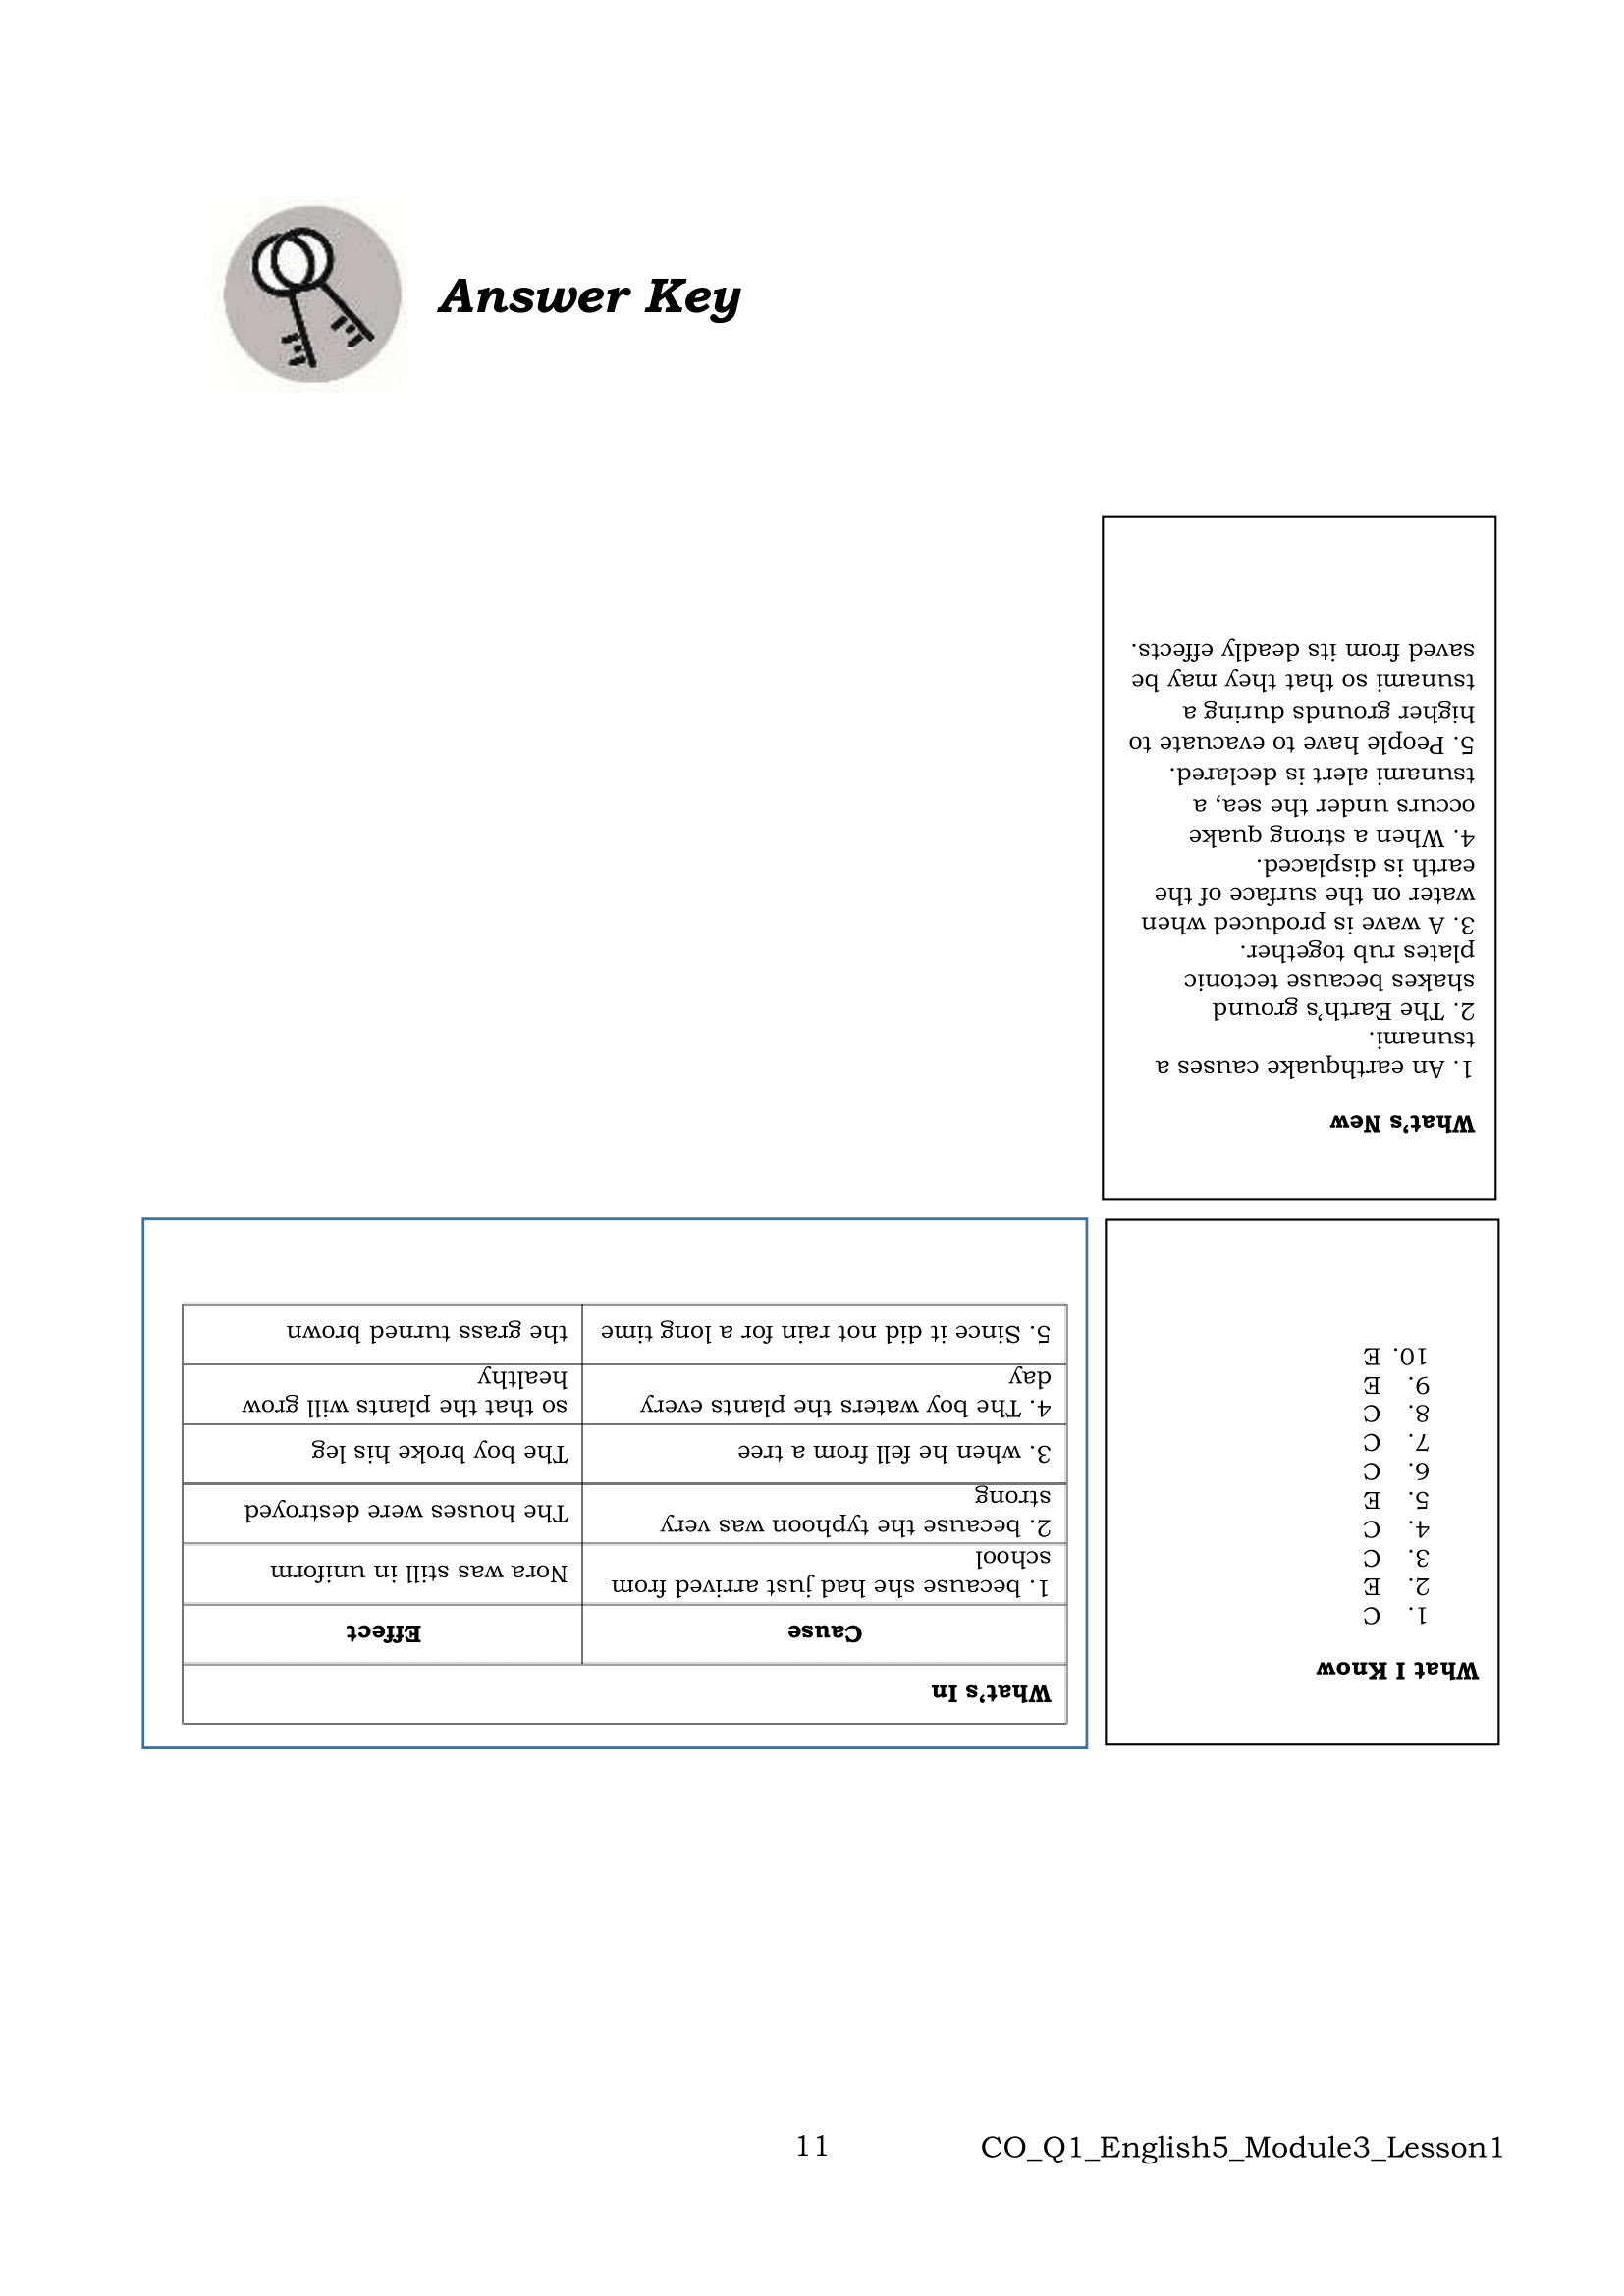 Answer Key
What I Know
1. C
2. E
3. C
4. C
5. E
6. C
7. C
8. C
9. E
10. E
What's In
Cause Effect
1. because she had just arrived from
school
Nora was still in uniform
2. because the typhoon was very
strong
The houses were destroyed
3. when he fell from a tree
The boy broke his leg
4. The boy waters the plants every
day
so that the plants will grow
healthy
5. Since it did not rain for a long time
the grass turned brown
What's New
1. An earthquake causes a
tsunami.
2. The Earth's ground
shakes because tectonic
plates rub together.
3. A wave is produced when
water on the surface of the
earth is displaced.
4. When a strong quake
occurs under the sea, a
tsunami alert is declared.
5. People have to evacuate to
higher grounds during a
tsunami so that they may be
saved from its deadly effects.
11
CO_Q1_English5_Module3_Lesson1